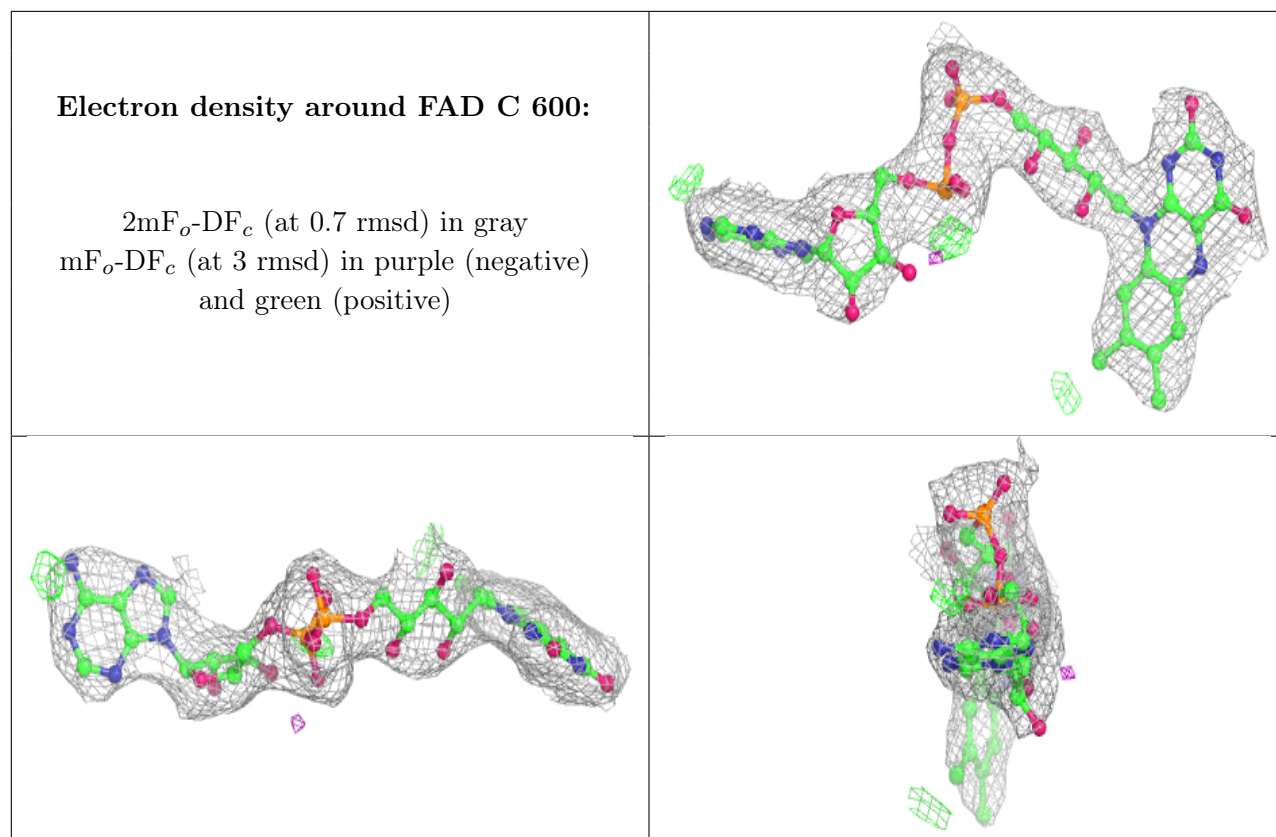 Electron density around FAD C 600:
2mFo-DFc (at 0.7 rmsd) in gray
mFo-DFc (at 3 rmsd) in purple (negative)
and green (positive)